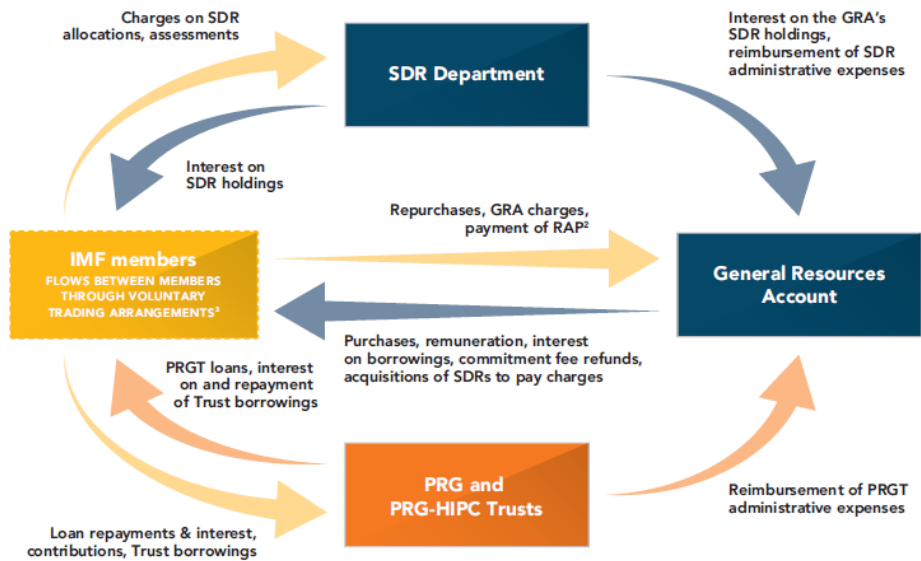 Charges on SDR
allocations, assessments
SDR Department
Interest on the GRA’s
SDR holdings,
reimbursement of SDR
administrative expenses
Interest on
SDR holdings
Repurchases, GRA charges,
payment of RAP²
IMF members
FLOWS BETWEEN MEMBERS
THROUGH VOLUNTARY
TRADING ARRANGEMENTS³
General Resources
Account
Purchases, remuneration, interest
on borrowings, commitment fee refunds,
acquisitions of SDRs to pay charges
PRGT loans, interest
on and repayment
of Trust borrowings
PRG and
PRG-HIPC Trusts
Reimbursement of PRGT
administrative expenses
Loan repayments & interest,
contributions, Trust borrowings